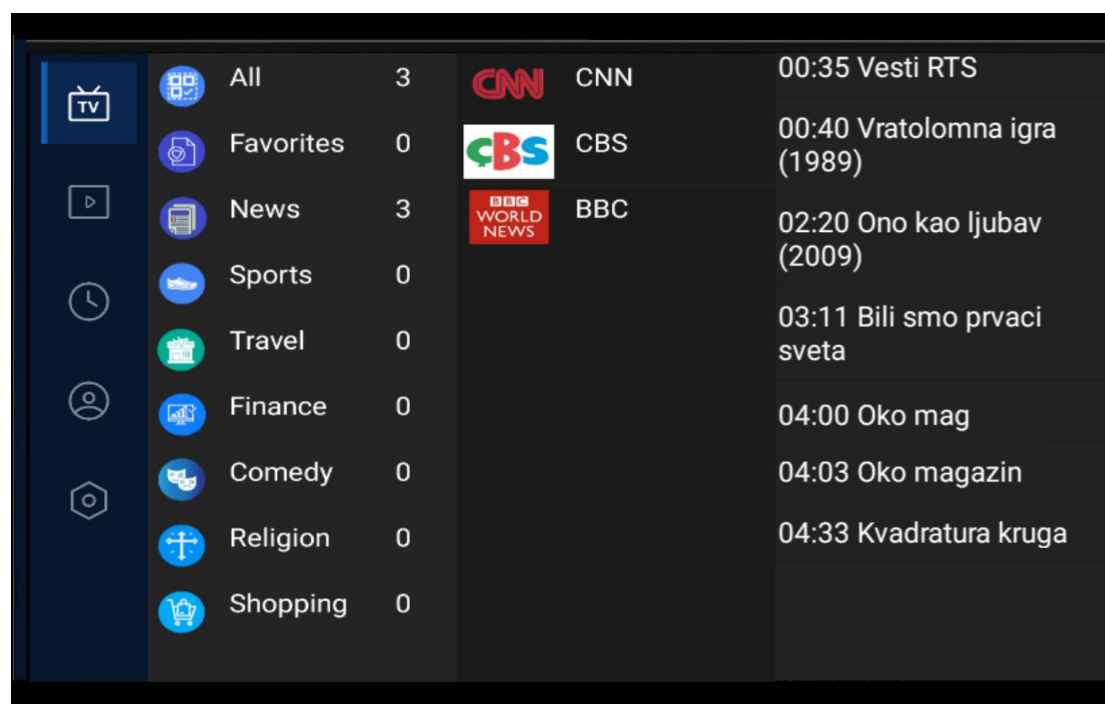 TV
All 3
Favorites 0
News 3
Sports 0
Travel 0
Finance 0
Comedy 0
Religion 0
Shopping 0
CNN CNN
ÇBS CBS
BBC
WORLD BBC
NEWS
00:35 Vesti RTS
00:40 Vratolomna igra
(1989)
02:20 Ono kao ljubav
(2009)
03:11 Bili smo prvaci
sveta
04:00 Oko mag
04:03 Oko magazin
04:33 Kvadratura kruga